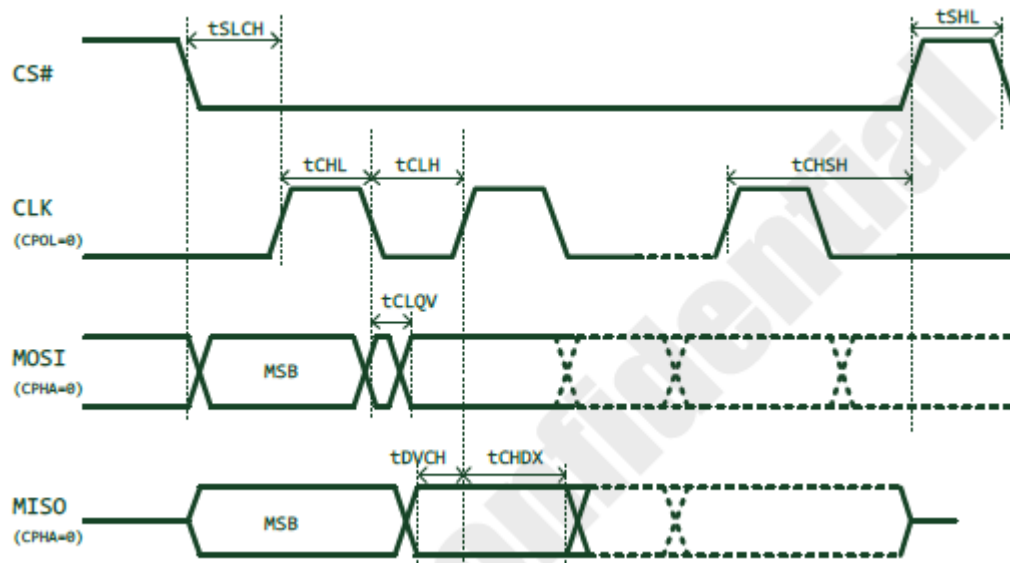 tSLCH
tSHL
CS#
tCHL
tCLH
tCHSH
CLK
(CPOL=0)
tCLQV
MOSI
(CPHA=0)
MSB
tDVCH
tCHDX
MISO
(CPHA=0)
MSB
onfidential